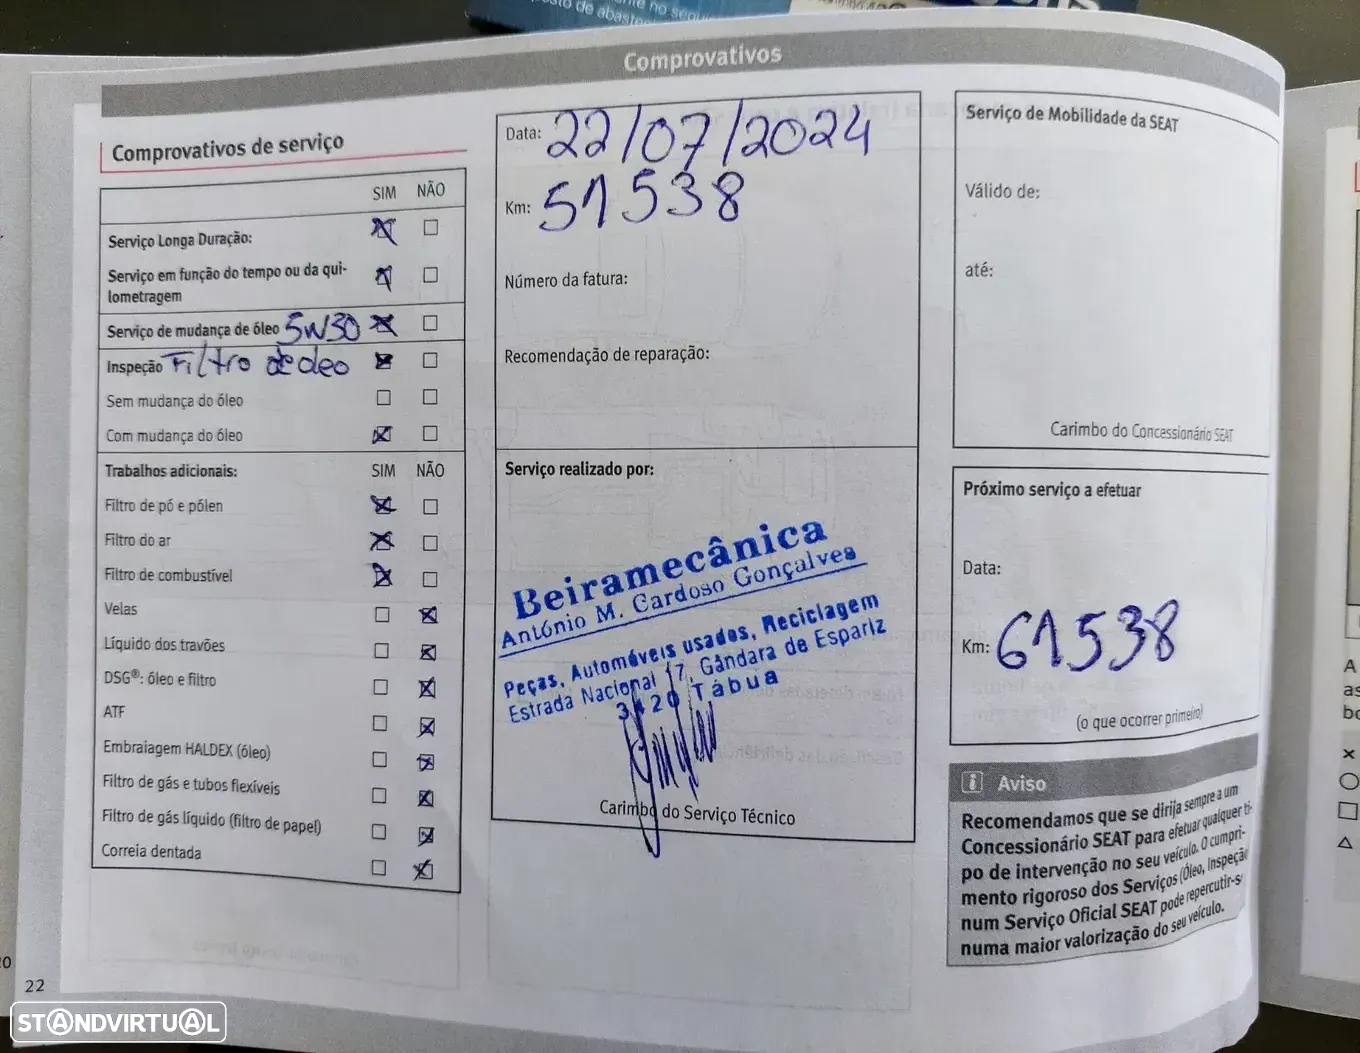 Comprovativos
Comprovativos de serviço
SIM NÃO
Serviço Longa Duração:
Serviço em função do tempo ou da qui-
lometragem
Serviço de mudança de óleo 5W30
Inspeção Filtro de oleo
Sem mudança do óleo
Com mudança do óleo
Trabalhos adicionais: SIM NÃO
Filtro de pó e pólen
Filtro do ar
Filtro de combustível
Velas
Líquido dos travões
DSG®: óleo e filtro
ATF
Embraiagem HALDEX (óleo)
Filtro de gás e tubos flexíveis
Filtro de gás líquido (filtro de papel)
Correia dentada
22
Data: 22/07/2024
Km: 51538
Número da fatura:
Recomendação de reparação:
Serviço realizado por:
Beiramecânica
António M. Cardoso Gonçalves
Peças, Automóveis usados, Reciclagem
Estrada Nacional 17, Gândara de Espariz
3420 Tábua
Carimbo do Serviço Técnico
Serviço de Mobilidade da SEAT
Válido de:
até:
Carimbo do Concessionário SEAT
Próximo serviço a efetuar
Data:
Km: 61538
(o que ocorrer primeiro)
i Aviso
Recomendamos que se dirija sempre a um
Concessionário SEAT para efetuar qualquer ti-
po de intervenção no seu veículo. O cumpri-
mento rigoroso dos Serviços (Óleo, Inspeção
num Serviço Oficial SEAT pode repercutir-s
numa maior valorização do seu veículo.
STANDVIRTUAL